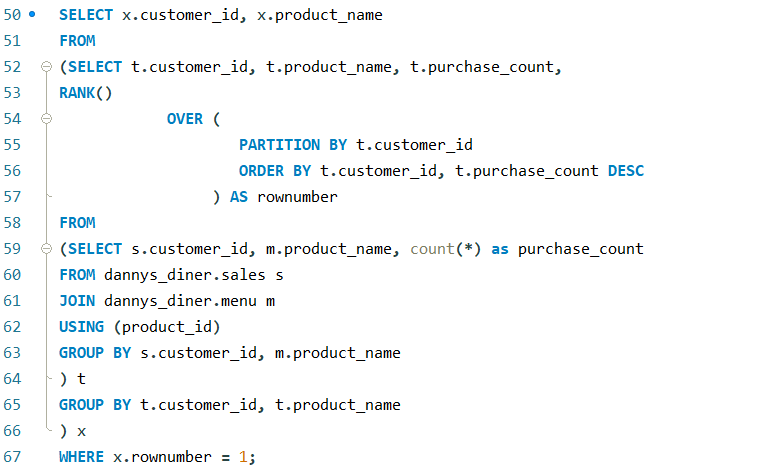 50 SELECT x.customer_id, x.product_name
51 FROM
52 (SELECT t.customer_id, t.product_name, t.purchase_count,
53 RANK()
54 OVER (
55 PARTITION BY t.customer_id
56 ORDER BY t.customer_id, t.purchase_count DESC
57 ) AS rownumber
58 FROM
59 (SELECT s.customer_id, m.product_name, count(*) as purchase_count
60 FROM dannys_diner.sales s
61 JOIN dannys_diner.menu m
62 USING (product_id)
63 GROUP BY s.customer_id, m.product_name
64 ) t
65 GROUP BY t.customer_id, t.product_name
66 ) x
67 WHERE x.rownumber = 1;